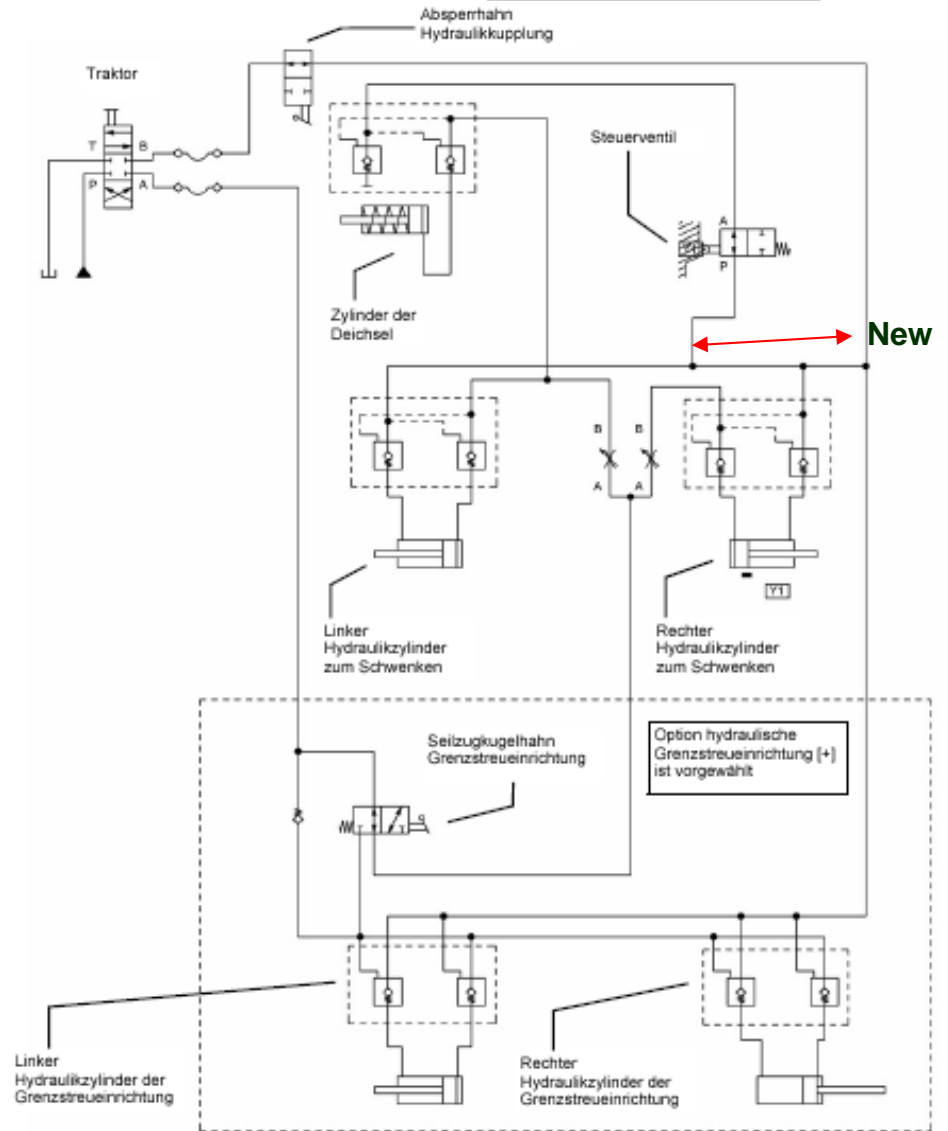 Absperrhahn
Hydraulikkupplung
Traktor
T
B
P
A
Steuerventil
A
P
Zylinder der
Deichsel
New
B
B
A
A
Y1
Linker
Hydraulikzylinder
zum Schwenken
Rechter
Hydraulikzylinder
zum Schwenken
Seilzugkugelhahn
Grenzstreueinrichtung
Option hydraulische
Grenzstreueinrichtung [+]
ist vorgewählt
Linker
Hydraulikzylinder der
Grenzstreueinrichtung
Rechter
Hydraulikzylinder der
Grenzstreueinrichtung